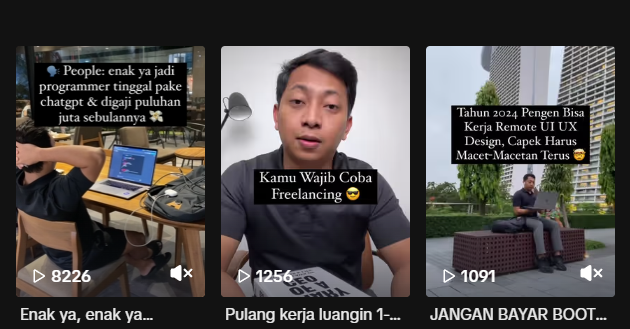 🗣️ People: enak ya jadi
programmer tinggal pake
chatgpt & digaji puluhan
juta sebulannya 💸
8226
Enak ya, enak ya...
Kamu Wajib Coba
Freelancing 😎
1256
Pulang kerja luangin 1-...
Tahun 2024 Pengen Bisa
Kerja Remote UI UX
Design, Capek Harus
Macet-Macetan Terus 🤯
1091
JANGAN BAYAR BOOT...